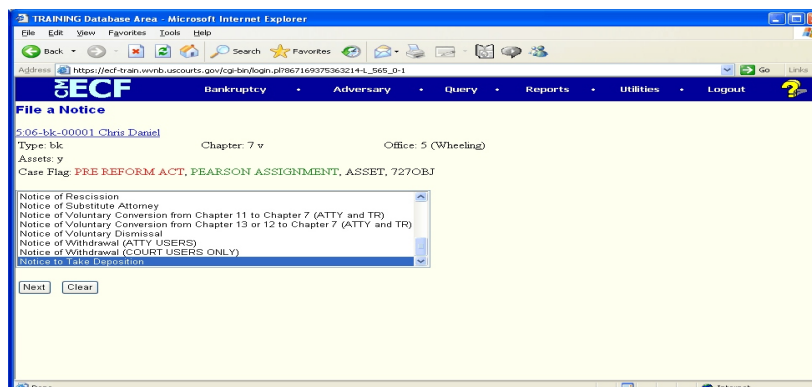 TRAINING Database Area - Microsoft Internet Explorer
File Edit View Favorites Tools Help
Back Search Favorites
Address https://ecf-train.wvnb.uscourts.gov/cgi-bin/login.pl?867169375363214-L_565_0-1 Go Links
CM ECF Bankruptcy • Adversary • Query • Reports • Utilities • Logout ?
File a Notice
5:06-bk-00001 Chris Daniel
Type: bk Chapter: 7 v Office: 5 (Wheeling)
Assets: y
Case Flag: PRE REFORM ACT, PEARSON ASSIGNMENT, ASSET, 727OBJ
Notice of Rescission
Notice of Substitute Attorney
Notice of Voluntary Conversion from Chapter 11 to Chapter 7 (ATTY and TR)
Notice of Voluntary Conversion from Chapter 13 or 12 to Chapter 7 (ATTY and TR)
Notice of Voluntary Dismissal
Notice of Withdrawal (ATTY USERS)
Notice of Withdrawal (COURT USERS ONLY)
Notice to Take Deposition
Next Clear